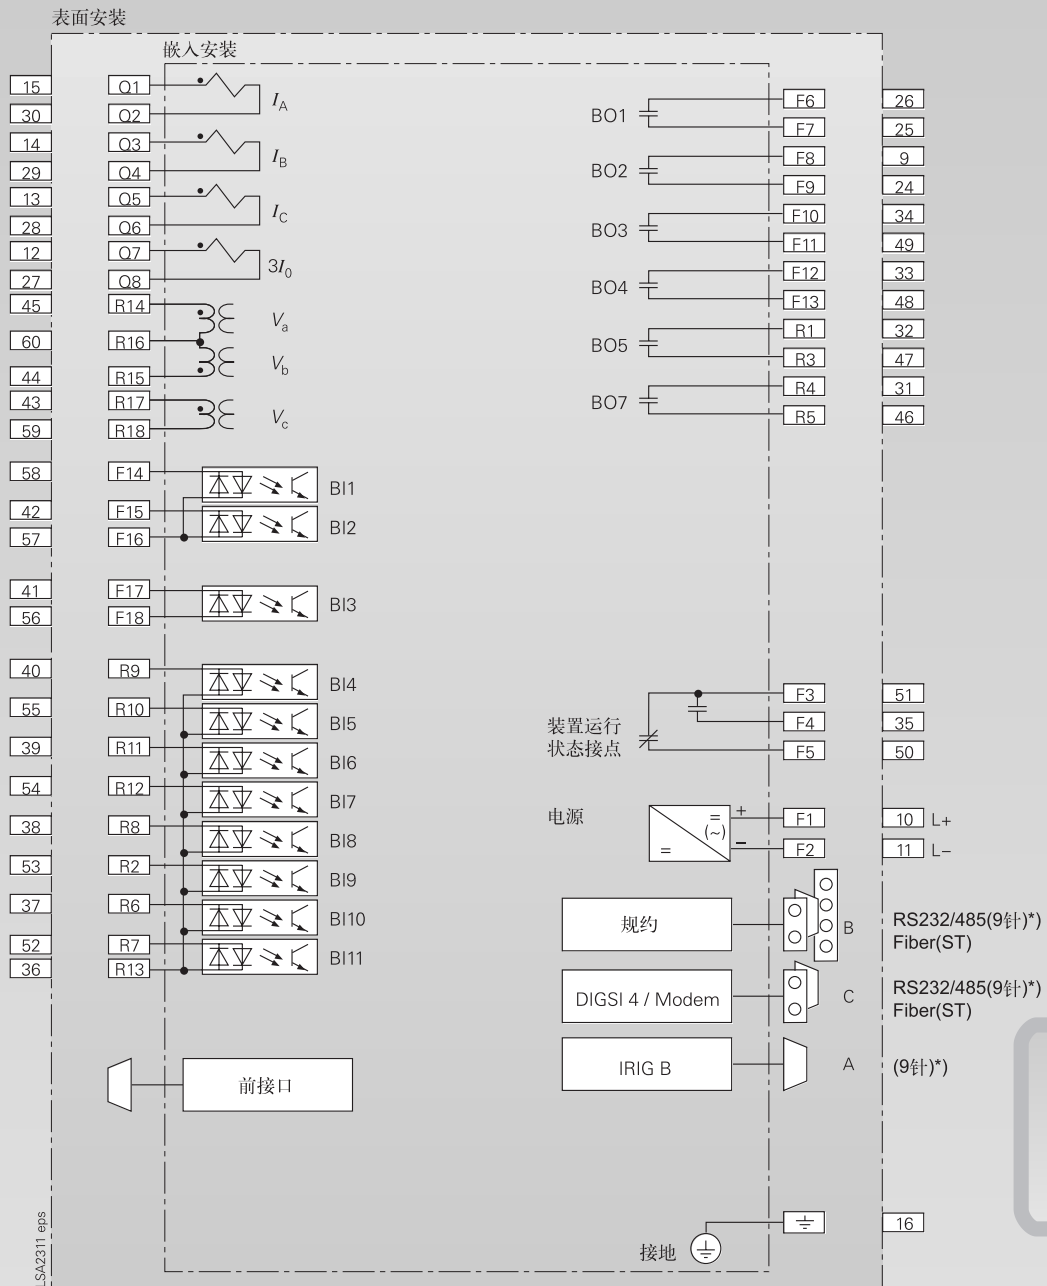 表面安装
嵌入安装
15 Q1
30 Q2
I_A
14 Q3
29 Q4
I_B
13 Q5
28 Q6
I_C
12 Q7
27 Q8
3I_0
45 R14
60 R16
44 R15
V_a
V_b
43 R17
59 R18
V_c
58 F14
BI1
42 F15
BI2
57 F16
41 F17
56 F18
BI3
40 R9
BI4
55 R10
BI5
39 R11
BI6
54 R12
BI7
38 R8
BI8
53 R2
BI9
37 R6
BI10
52 R7
BI11
36 R13
前接口
BO1
F6 26
F7 25
BO2
F8 9
F9 24
BO3
F10 34
F11 49
BO4
F12 33
F13 48
BO5
R1 32
R3 47
BO7
R4 31
R5 46
装置运行
状态接点
F3 51
F4 35
F5 50
电源
=
(~)
=
+ F1 10 L+
− F2 11 L−
规约
B
RS232/485(9针)*)
Fiber(ST)
DIGSI 4 / Modem
C
RS232/485(9针)*)
Fiber(ST)
IRIG B
A
(9针)*)
接地
16
LSA2311 eps